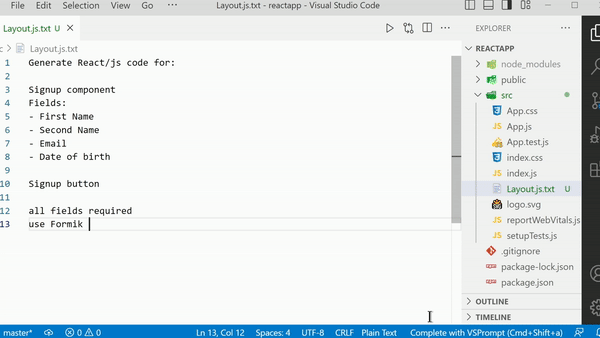 File Edit Selection View Go ··· Layout.js.txt - reactapp - Visual Studio Code
Layout.js.txt U
Layout.js.txt
1 Generate React/js code for:
2
3 Signup component
4 Fields:
5 - First Name
6 - Second Name
7 - Email
8 - Date of birth
9
10 Signup button
11
12 all fields required
13 use Formik
EXPLORER
REACTAPP
node_modules
public
src
App.css
JS App.js
App.test.js
index.css
JS index.js
Layout.js.txt U
logo.svg
JS reportWebVitals.js
JS setupTests.js
.gitignore
package-lock.json
package.json
OUTLINE
TIMELINE
master* 0 0 Ln 13, Col 12 Spaces: 4 UTF-8 CRLF Plain Text Complete with VSPrompt (Cmd+Shift+a)